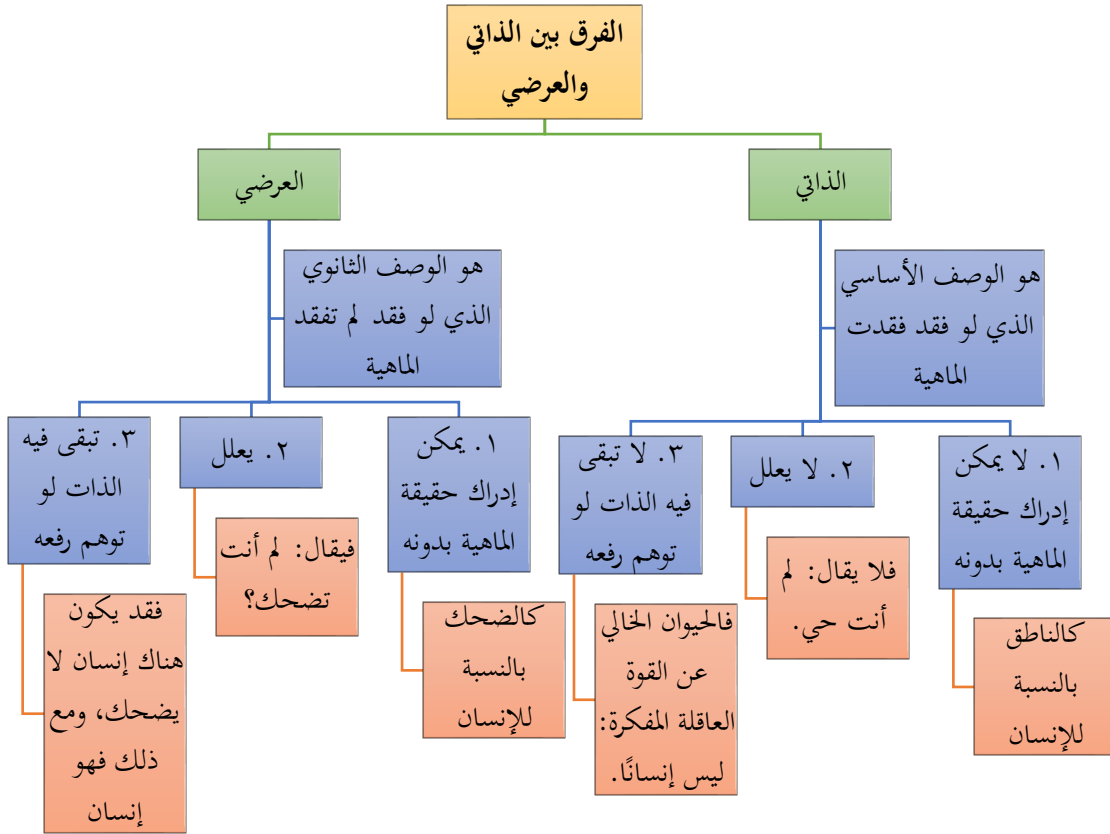 الفرق بين الذاتي
والعرضي
الذاتي
هو الوصف الأساسي
الذي لو فقد فقدت
الماهية
١. لا يمكن
إدراك حقيقة
الماهية بدونه
كالناطق
بالنسبة
للإنسان
٢. لا يعلل
فلا يقال: لم
أنت حي.
٣. لا تبقى
فيه الذات لو
توهم رفعه
فالحيوان الخالي
عن القوة
العاقلة المفكرة:
ليس إنسانًا.
العرضي
هو الوصف الثانوي
الذي لو فقد لم تفقد
الماهية
١. يمكن
إدراك حقيقة
الماهية بدونه
كالضحك
بالنسبة
للإنسان
٢. يعلل
فيقال: لم أنت
تضحك؟
٣. تبقى فيه
الذات لو
توهم رفعه
فقد يكون
هناك إنسان لا
يضحك، ومع
ذلك فهو
إنسان